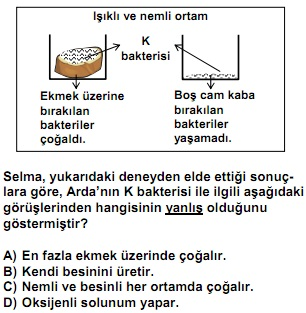 Işıklı ve nemli ortam
K
bakterisi
Ekmek üzerine
bırakılan
bakteriler
çoğaldı.
Boş cam kaba
bırakılan
bakteriler
yaşamadı.
Selma, yukarıdaki deneyden elde ettiği sonuç-
lara göre, Arda'nın K bakterisi ile ilgili aşağıdaki
görüşlerinden hangisinin yanlış olduğunu
göstermiştir?
A) En fazla ekmek üzerinde çoğalır.
B) Kendi besinini üretir.
C) Nemli ve besinli her ortamda çoğalır.
D) Oksijenli solunum yapar.